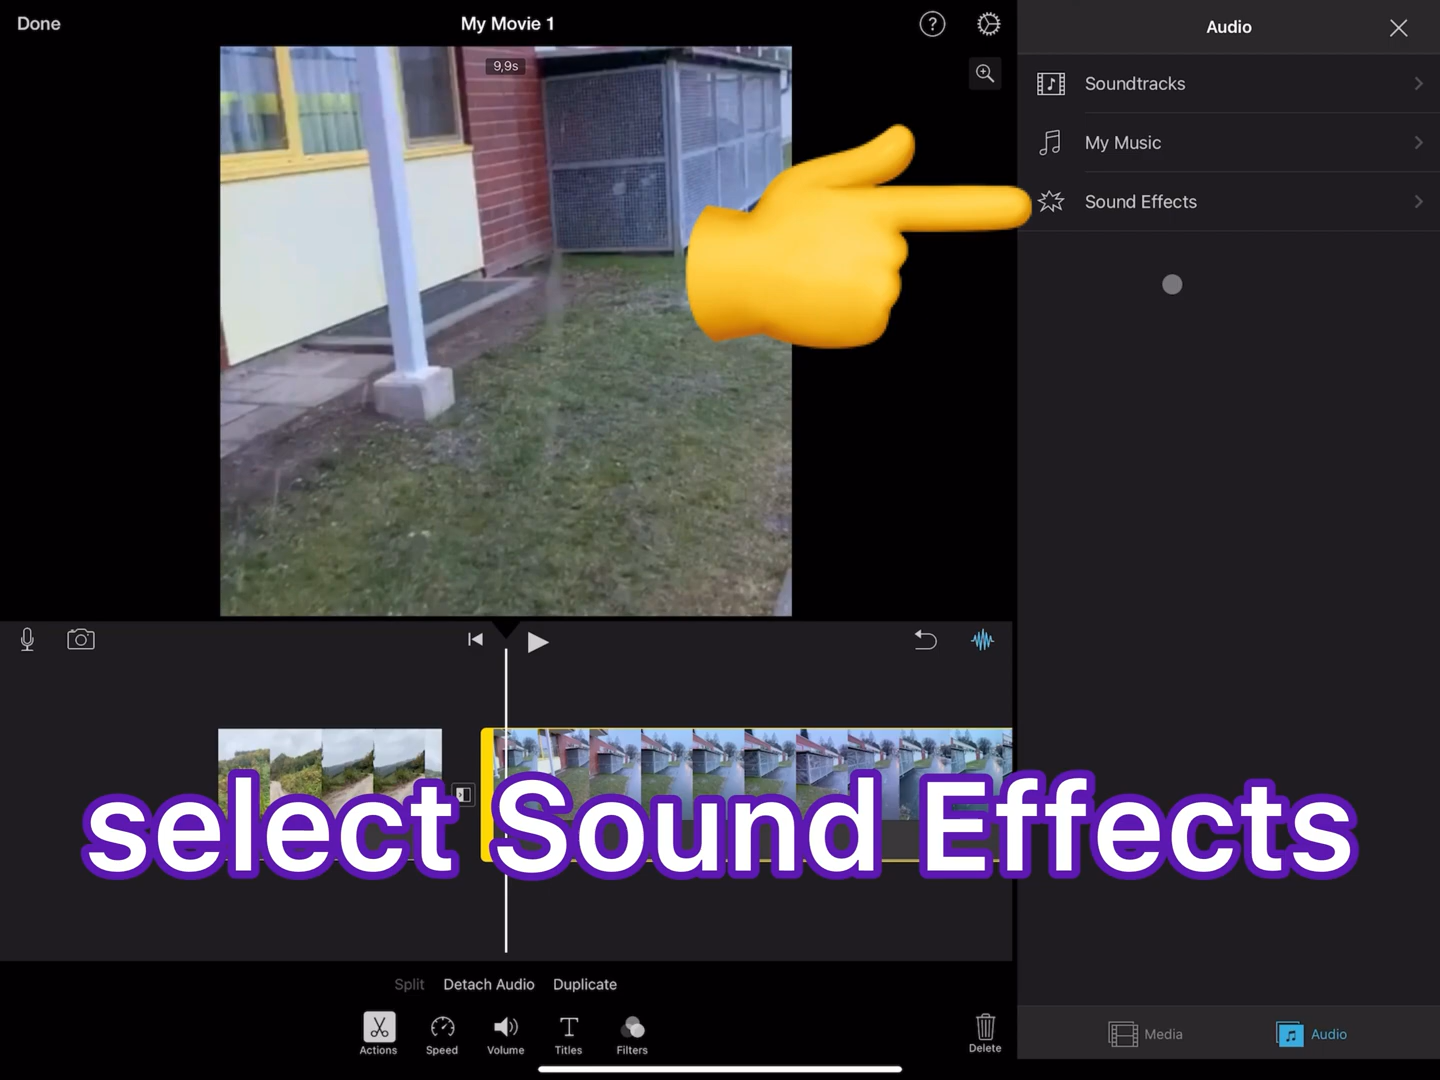 Done
My Movie 1
?
Audio
9,9s
Soundtracks
My Music
Sound Effects
select Sound Effects
Split Detach Audio Duplicate
Actions Speed Volume Titles Filters Delete
Media Audio